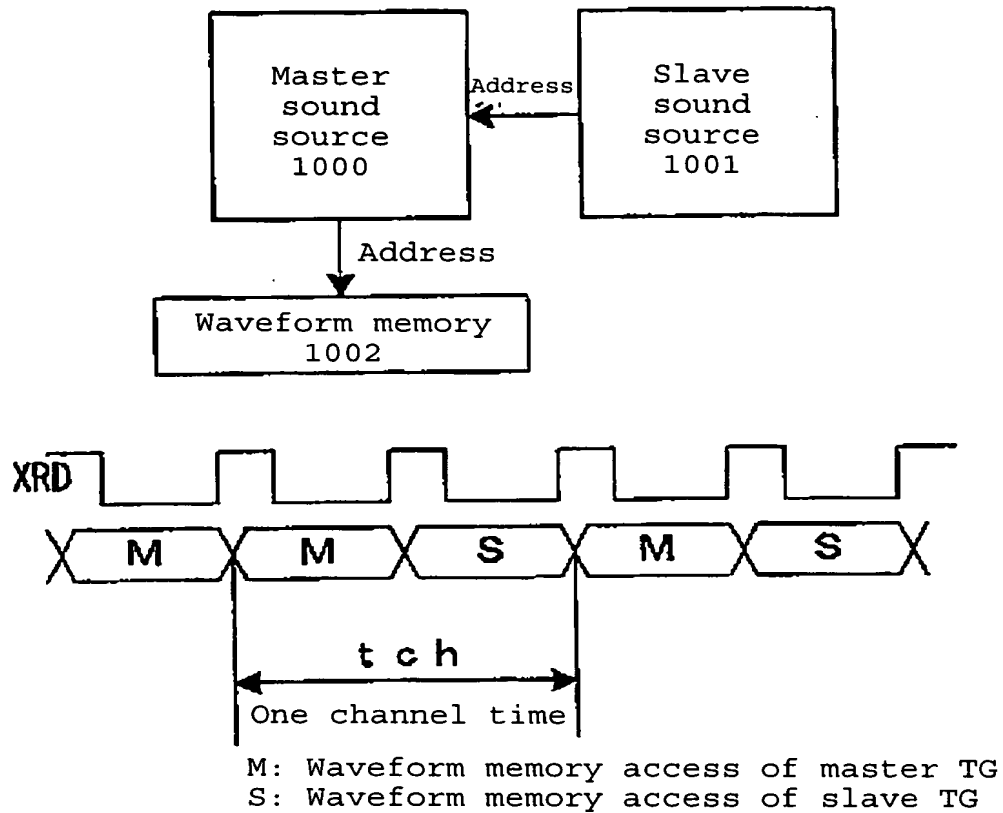 Master
sound
source
1000
Address
Slave
sound
source
1001
Address
Waveform memory
1002
XRD
M
M
S
M
S
tch
One channel time
M: Waveform memory access of master TG
S: Waveform memory access of slave TG